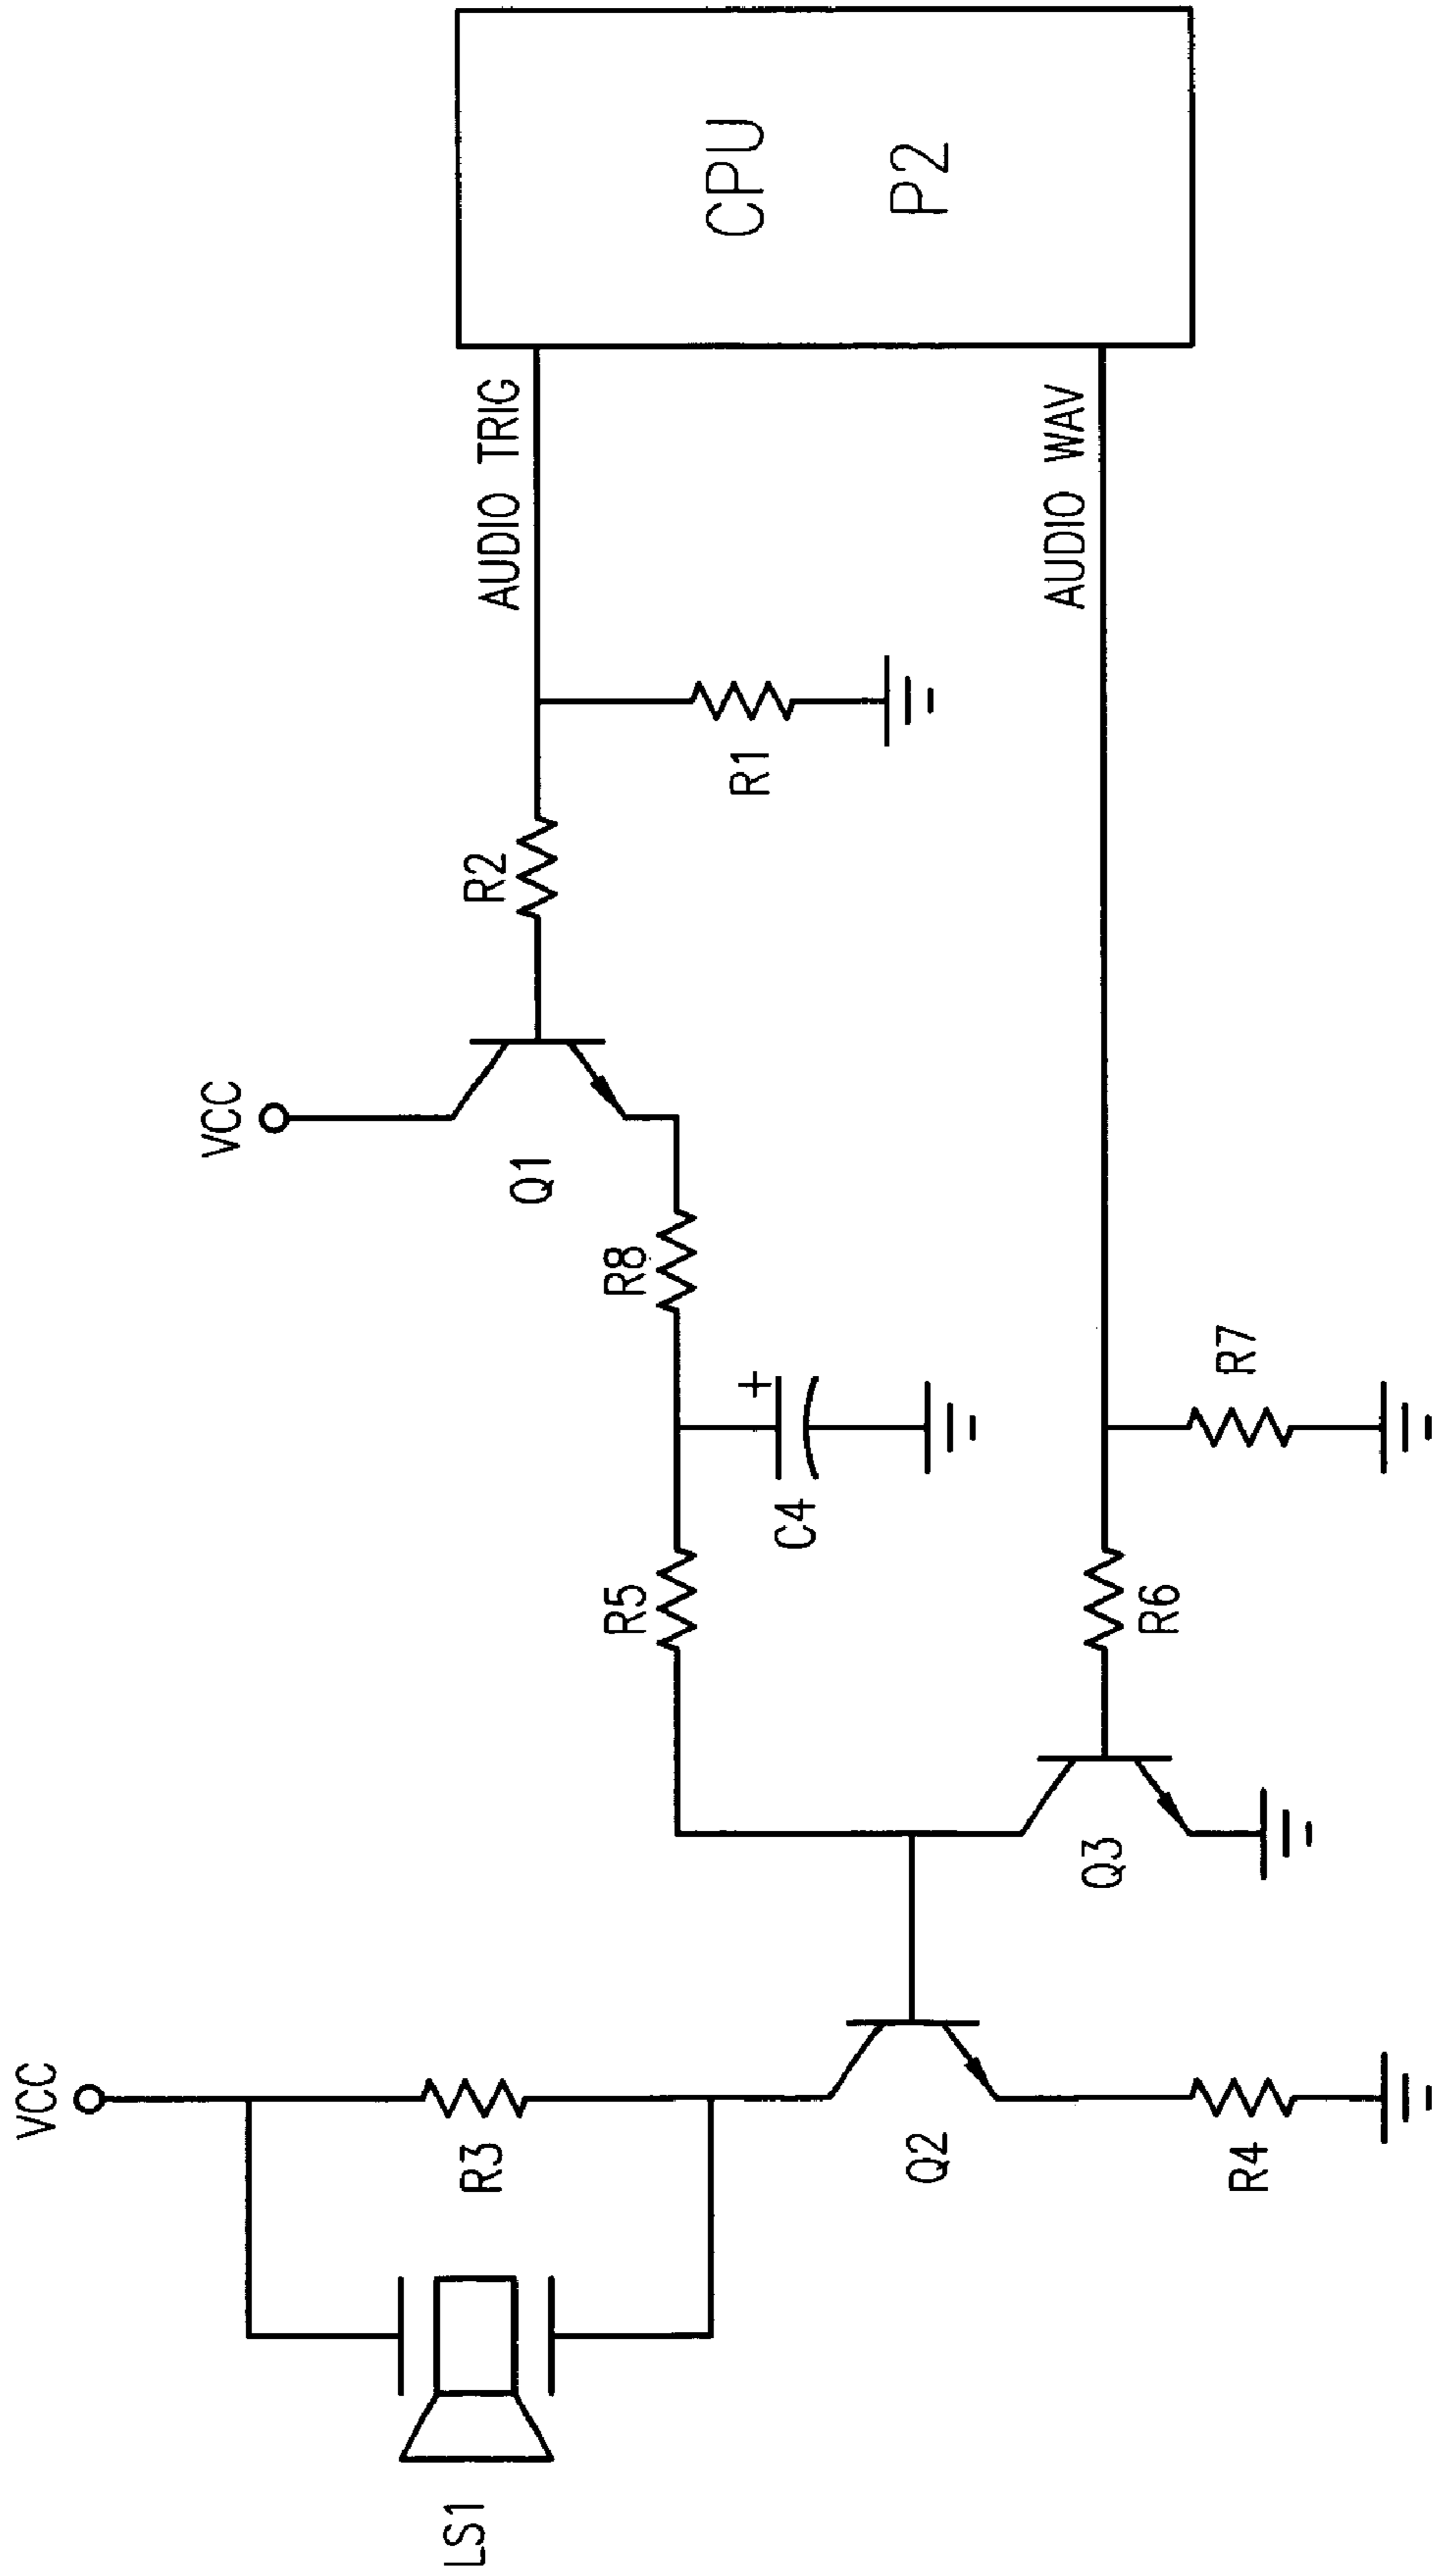 CPU
P2
AUDIO TRIG
AUDIO WAV
R1
R2
VCC
Q1
R8
R7
+
C4
R5
R6
Q3
VCC
R3
Q2
R4
LS1